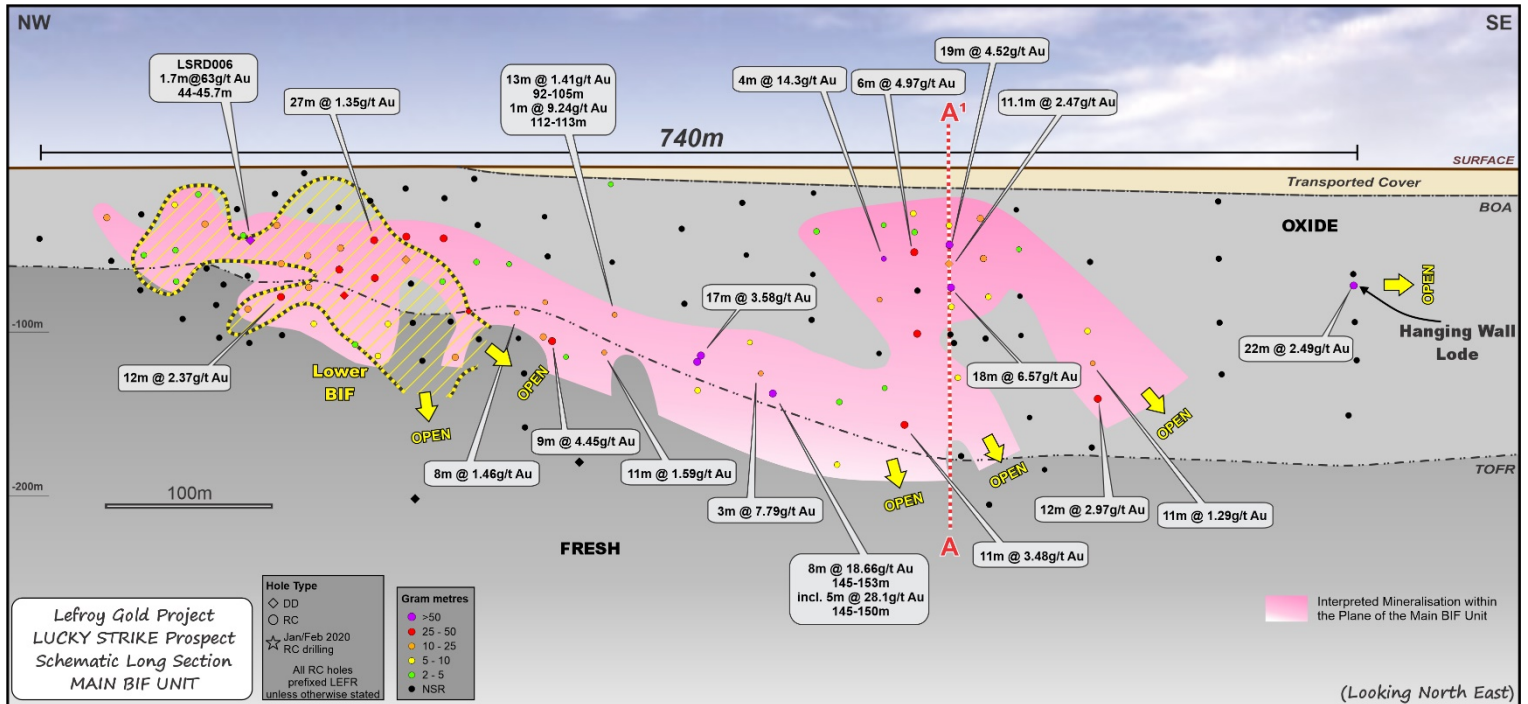 NW
SE
LSRD006
1.7m@63g/t Au
44-45.7m
27m @ 1.35g/t Au
13m @ 1.41g/t Au
92-105m
1m @ 9.24g/t Au
112-113m
4m @ 14.3g/t Au
6m @ 4.97g/t Au
19m @ 4.52g/t Au
11.1m @ 2.47g/t Au
A¹
740m
SURFACE
Transported Cover
BOA
OXIDE
OPEN
Hanging Wall
Lode
22m @ 2.49g/t Au
-100m
17m @ 3.58g/t Au
18m @ 6.57g/t Au
12m @ 2.37g/t Au
Lower
BIF
OPEN
OPEN
OPEN
OPEN
OPEN
8m @ 1.46g/t Au
9m @ 4.45g/t Au
11m @ 1.59g/t Au
TOFR
-200m
100m
3m @ 7.79g/t Au
12m @ 2.97g/t Au
11m @ 1.29g/t Au
FRESH
A
11m @ 3.48g/t Au
8m @ 18.66g/t Au
145-153m
incl. 5m @ 28.1g/t Au
145-150m
Lefroy Gold Project
LUCKY STRIKE Prospect
Schematic Long Section
MAIN BIF UNIT
Hole Type
DD
RC
Jan/Feb 2020
RC drilling
All RC holes
prefixed LEFR
unless otherwise stated
Gram metres
>50
25 - 50
10 - 25
5 - 10
2 - 5
NSR
Interpreted Mineralisation within
the Plane of the Main BIF Unit
(Looking North East)